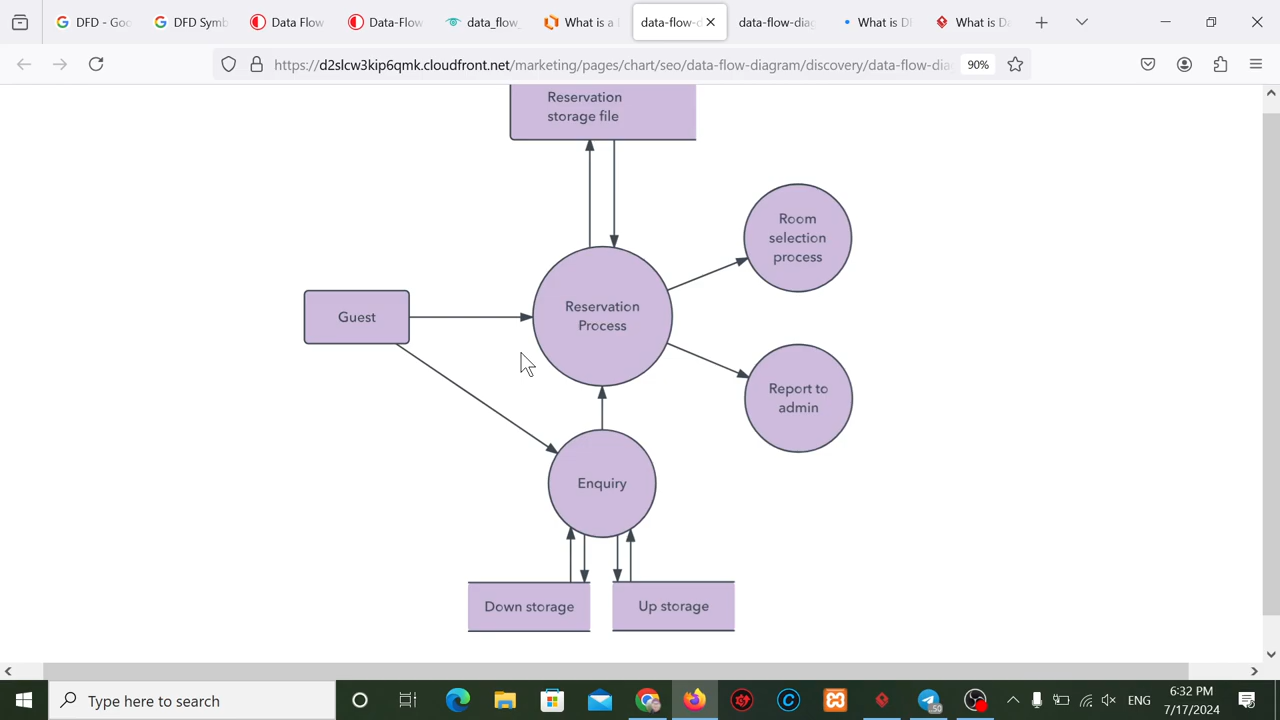 DFD - Goo
DFD Symb
Data Flow
Data-Flow
data_flow_
What is a
data-flow-d
data-flow-diag
What is D
What is Da
https://d2slcw3kip6qmk.cloudfront.net/marketing/pages/chart/seo/data-flow-diagram/discovery/data-flow-dia
90%
Reservation
storage file
Room
selection
process
Guest
Reservation
Process
Report to
admin
Enquiry
Down storage
Up storage
Type here to search
50
ENG
6:32 PM
7/17/2024